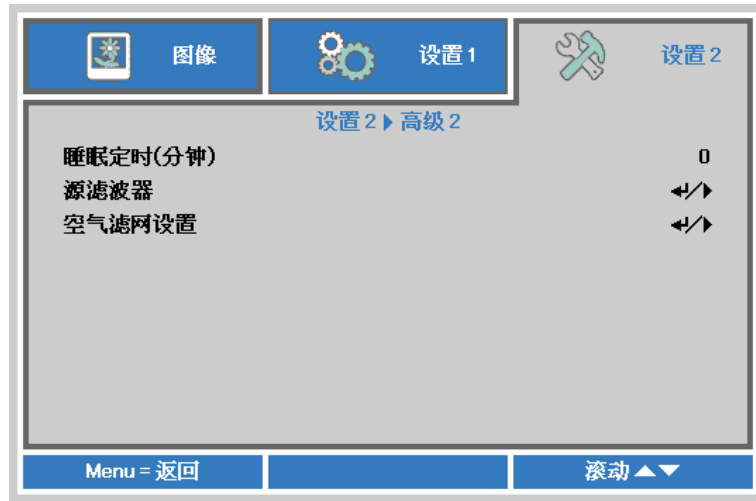 图像 设置1 设置2
设置2▶高级2
睡眠定时(分钟) 0
源滤波器 ↵/▶
空气滤网设置 ↵/▶
Menu = 返回 滚动▲▼